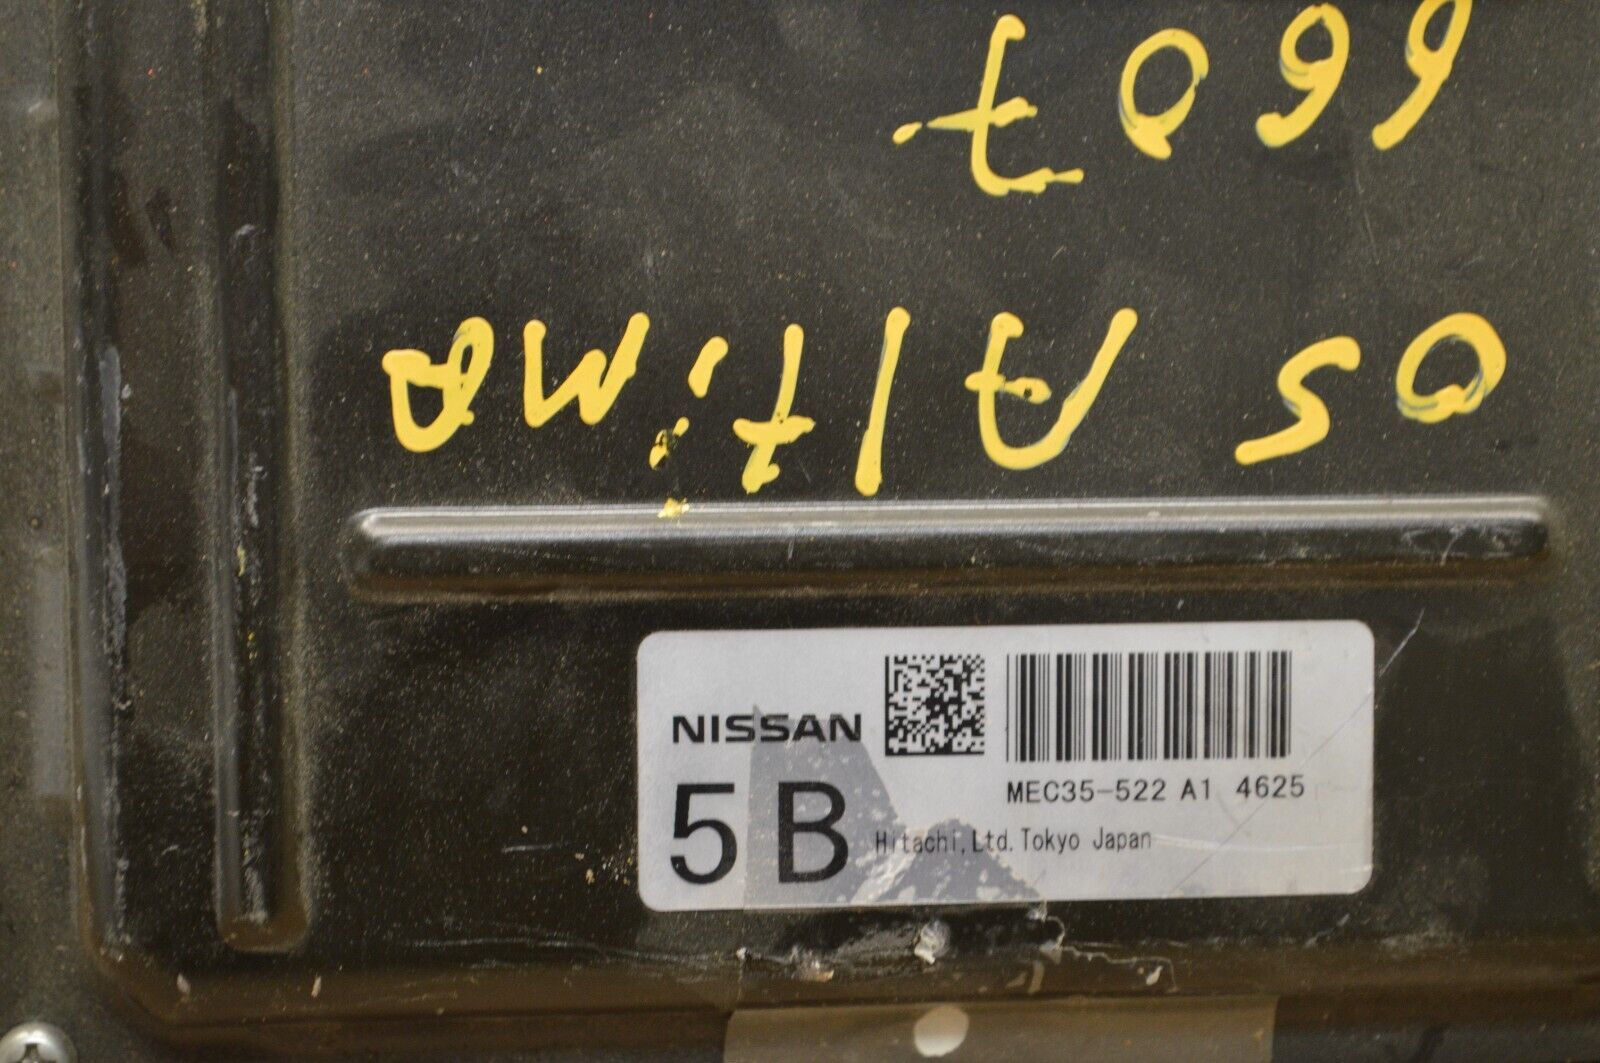 05 Altima
6607
NISSAN
5B
MEC35-522 A1 4625
Hitachi,Ltd.Tokyo Japan